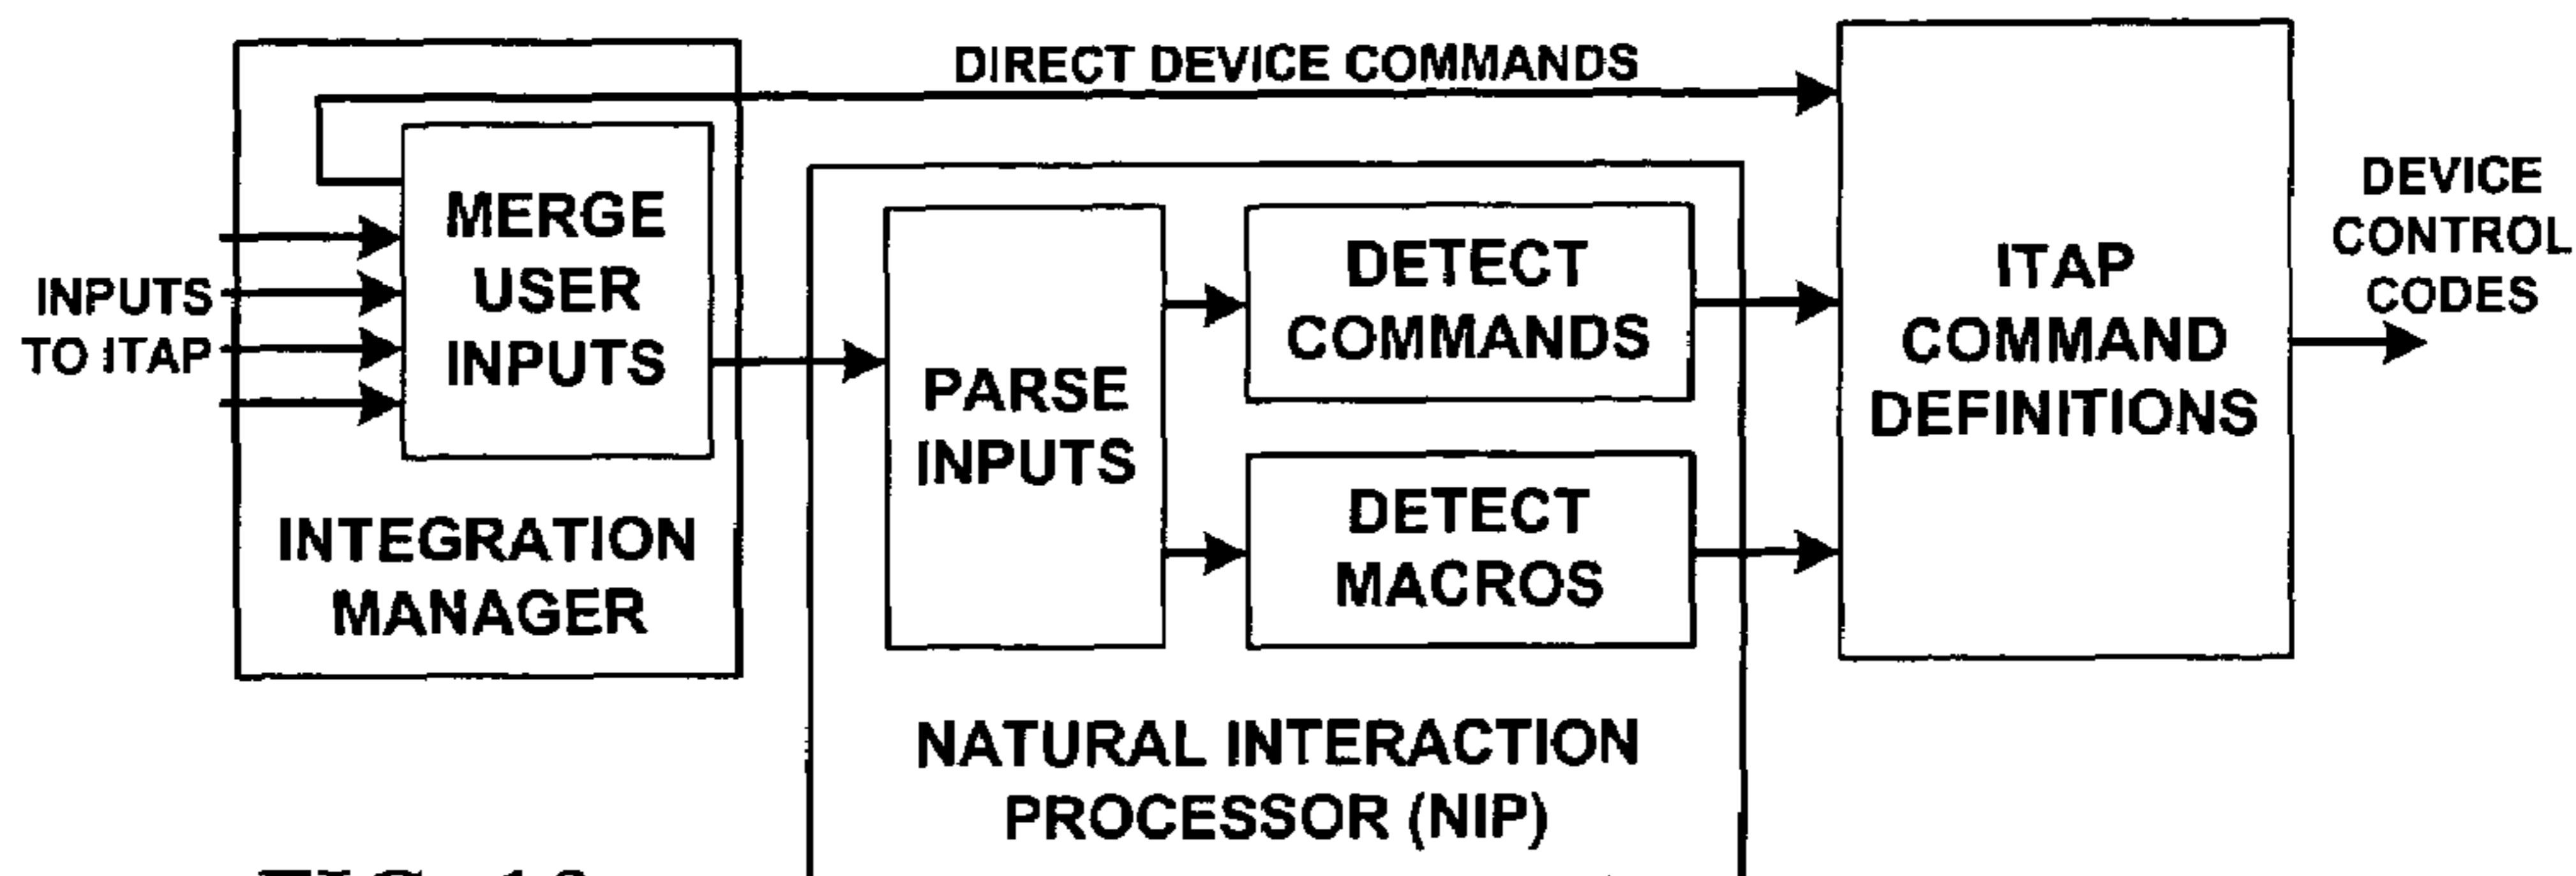 DIRECT DEVICE COMMANDS
INPUTS
TO ITAP
MERGE
USER
INPUTS
INTEGRATION
MANAGER
PARSE
INPUTS
DETECT
COMMANDS
DETECT
MACROS
NATURAL INTERACTION
PROCESSOR (NIP)
ITAP
COMMAND
DEFINITIONS
DEVICE
CONTROL
CODES